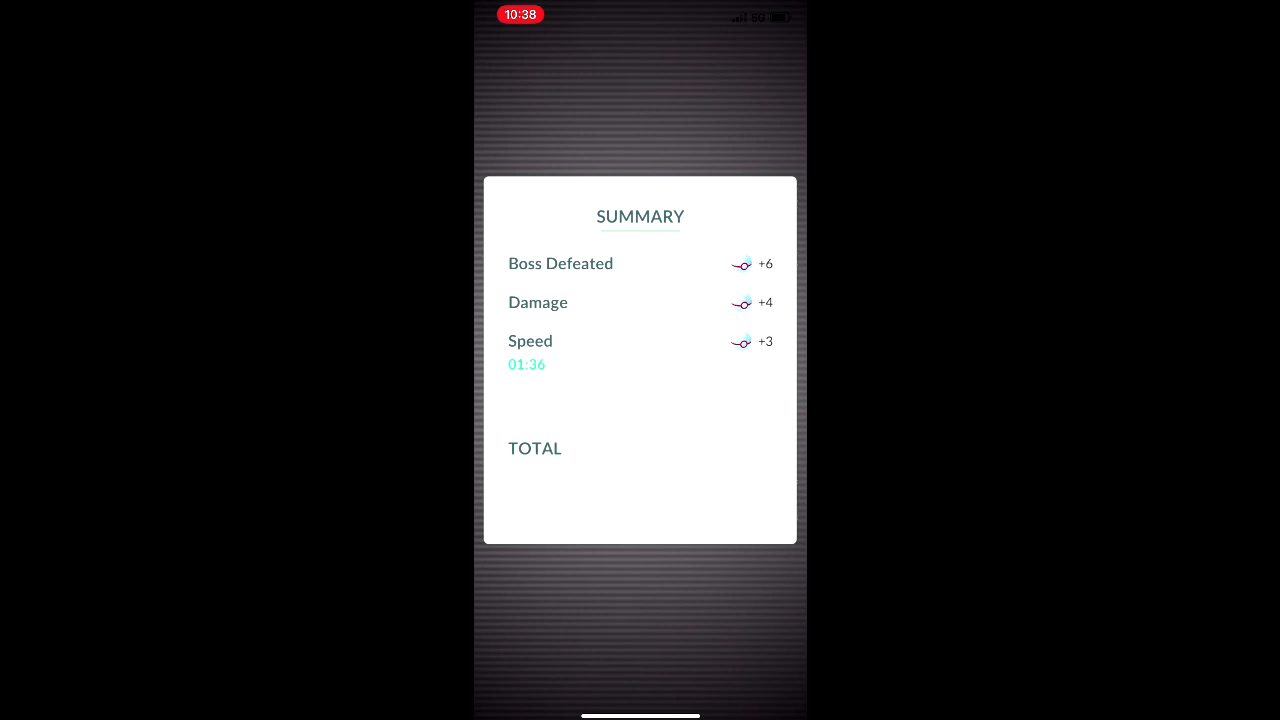 10:38
5G
SUMMARY
Boss Defeated +6
Damage +4
Speed +3
01:36
TOTAL